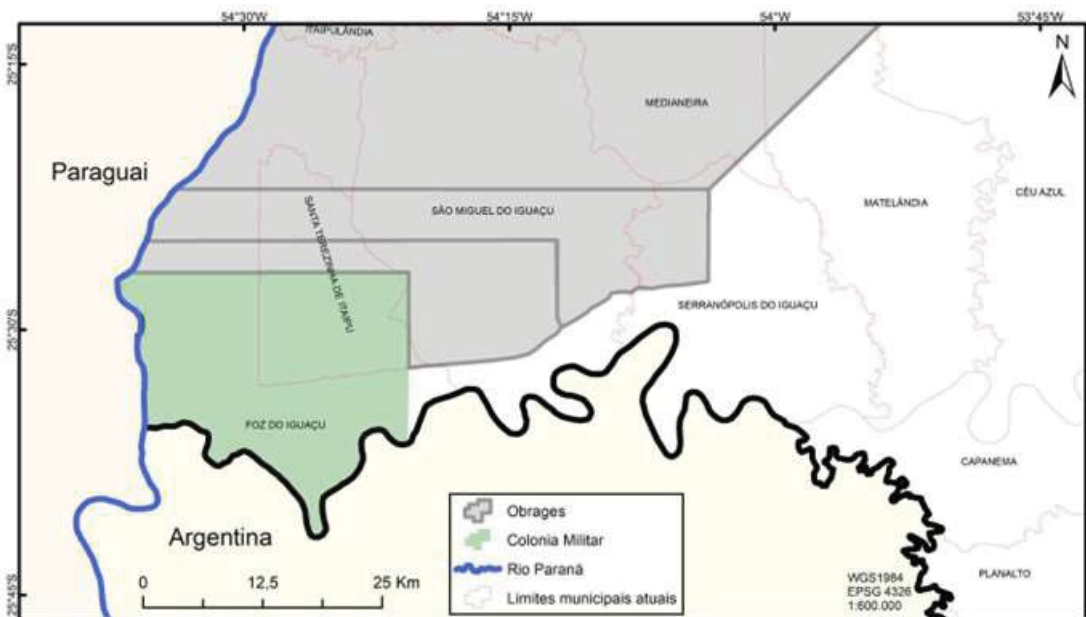 54°30'W
54°15'W
54°0'W
53°45'W
25°15'S
25°30'S
25°45'S
N
ITAIPULÂNDIA
MEDIANEIRA
Paraguai
SANTA TEREZINHA DE ITAIPU
SÃO MIGUEL DO IGUAÇU
MATELÂNDIA
CÉU AZUL
SERRANÓPOLIS DO IGUAÇU
FOZ DO IGUAÇU
CAPANEMA
Argentina
PLANALTO
0 12,5 25 Km
Obrages
Colonia Militar
Rio Paraná
Limites municipais atuais
WGS1984
EPSG 4326
1:600.000